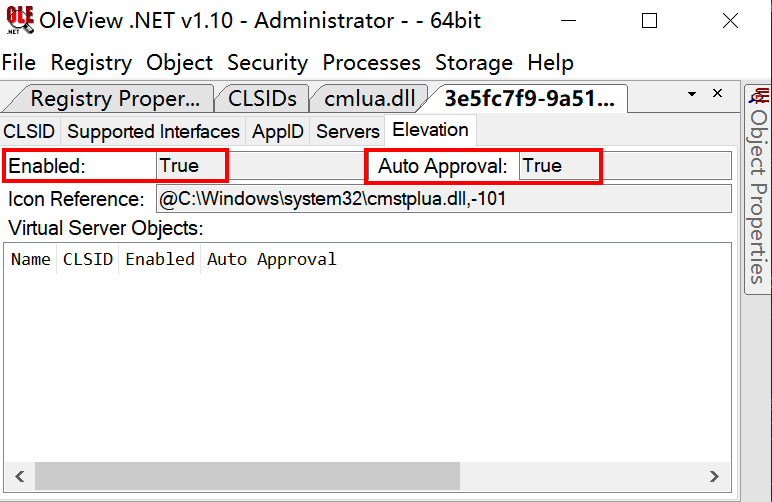 OLE .NET OleView .NET v1.10 - Administrator - - 64bit
File Registry Object Security Processes Storage Help
Registry Proper... CLSIDs cmlua.dll 3e5fc7f9-9a51...
CLSID Supported Interfaces AppID Servers Elevation
Enabled: True Auto Approval: True
Icon Reference: @C:\Windows\system32\cmstplua.dll,-101
Virtual Server Objects:
Name CLSID Enabled Auto Approval
Object Properties